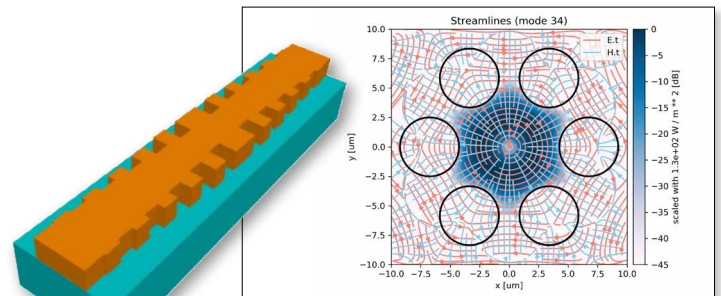 Streamlines (mode 34)
E.t
H.t
10.0
7.5
5.0
2.5
0.0
−2.5
−5.0
−7.5
−10.0
y [um]
−10.0 −7.5 −5.0 −2.5 0.0 2.5 5.0 7.5 10.0
x [um]
0
−5
−10
−15
−20
−25
−30
−35
−40
−45
scaled with 1.3e+02 W / m ** 2 [dB]